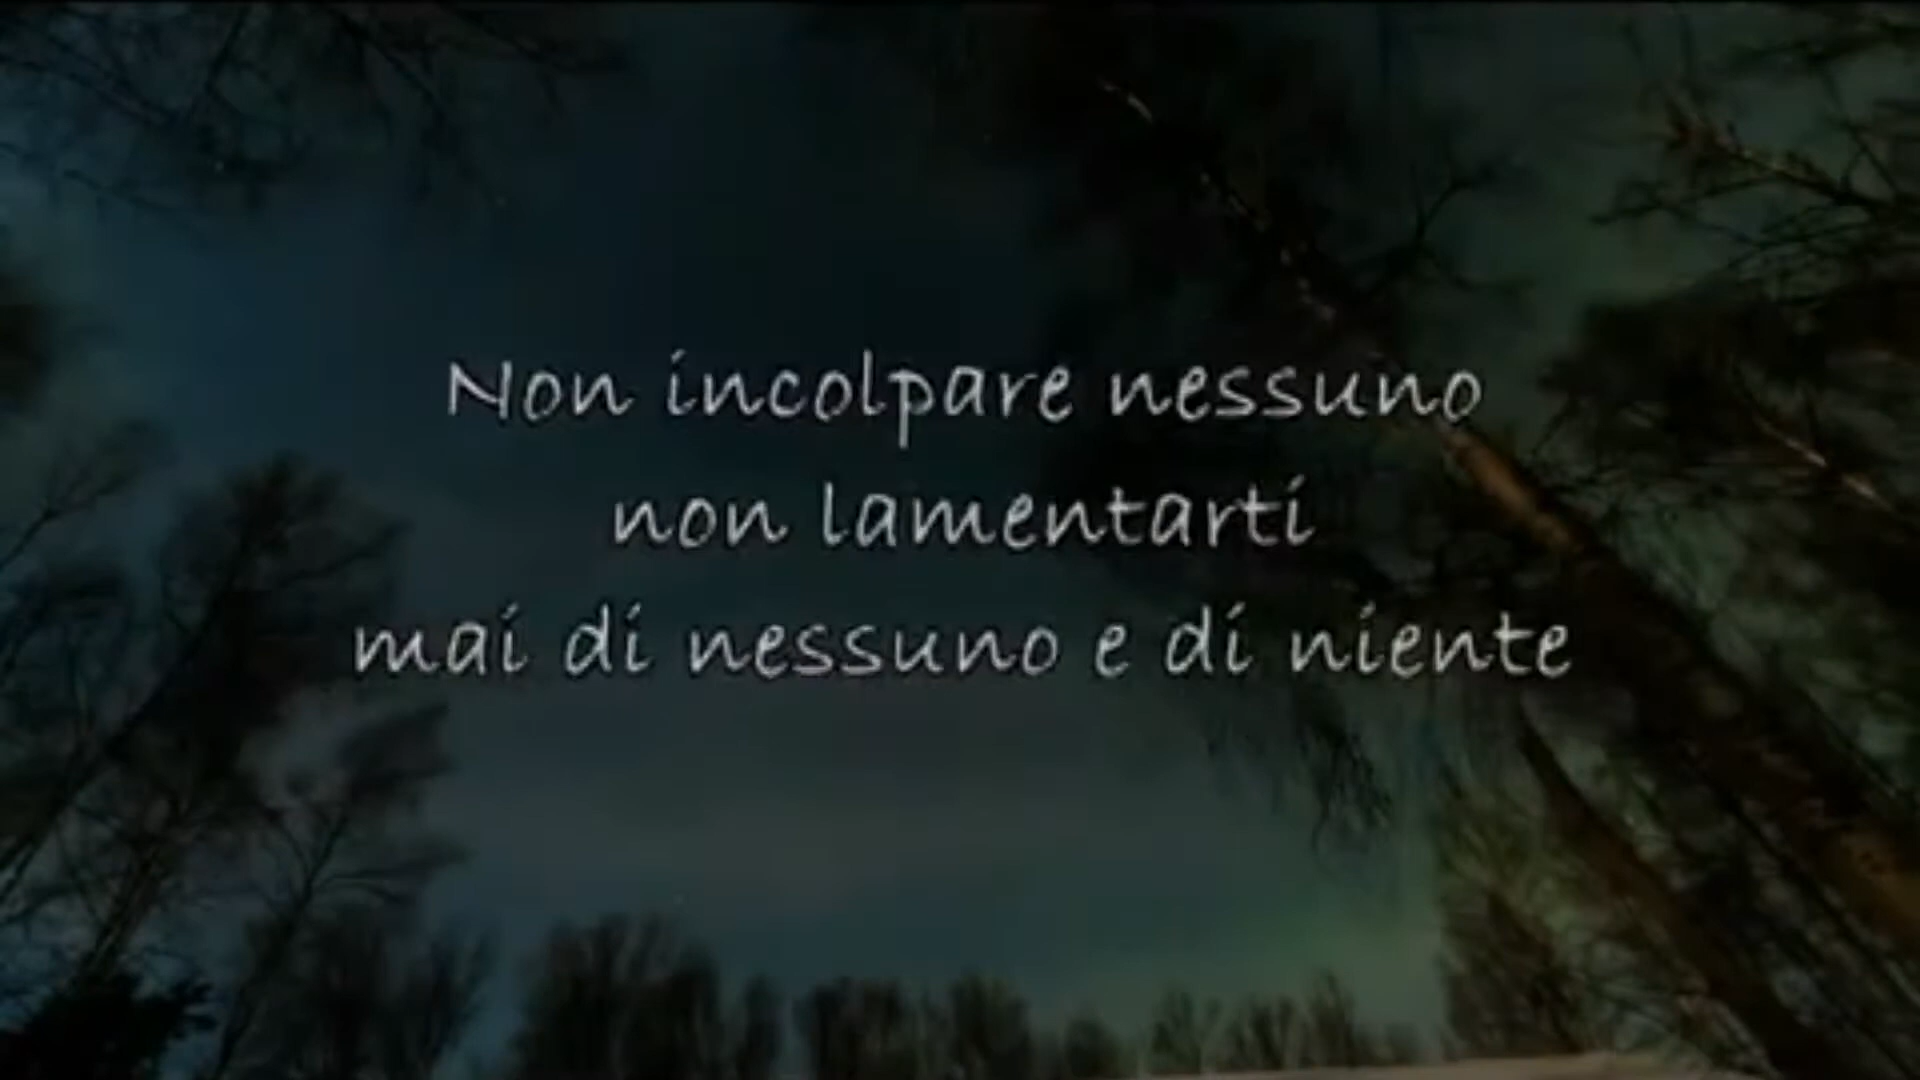 Non incolpare nessuno
non lamentarti
mai di nessuno e di niente